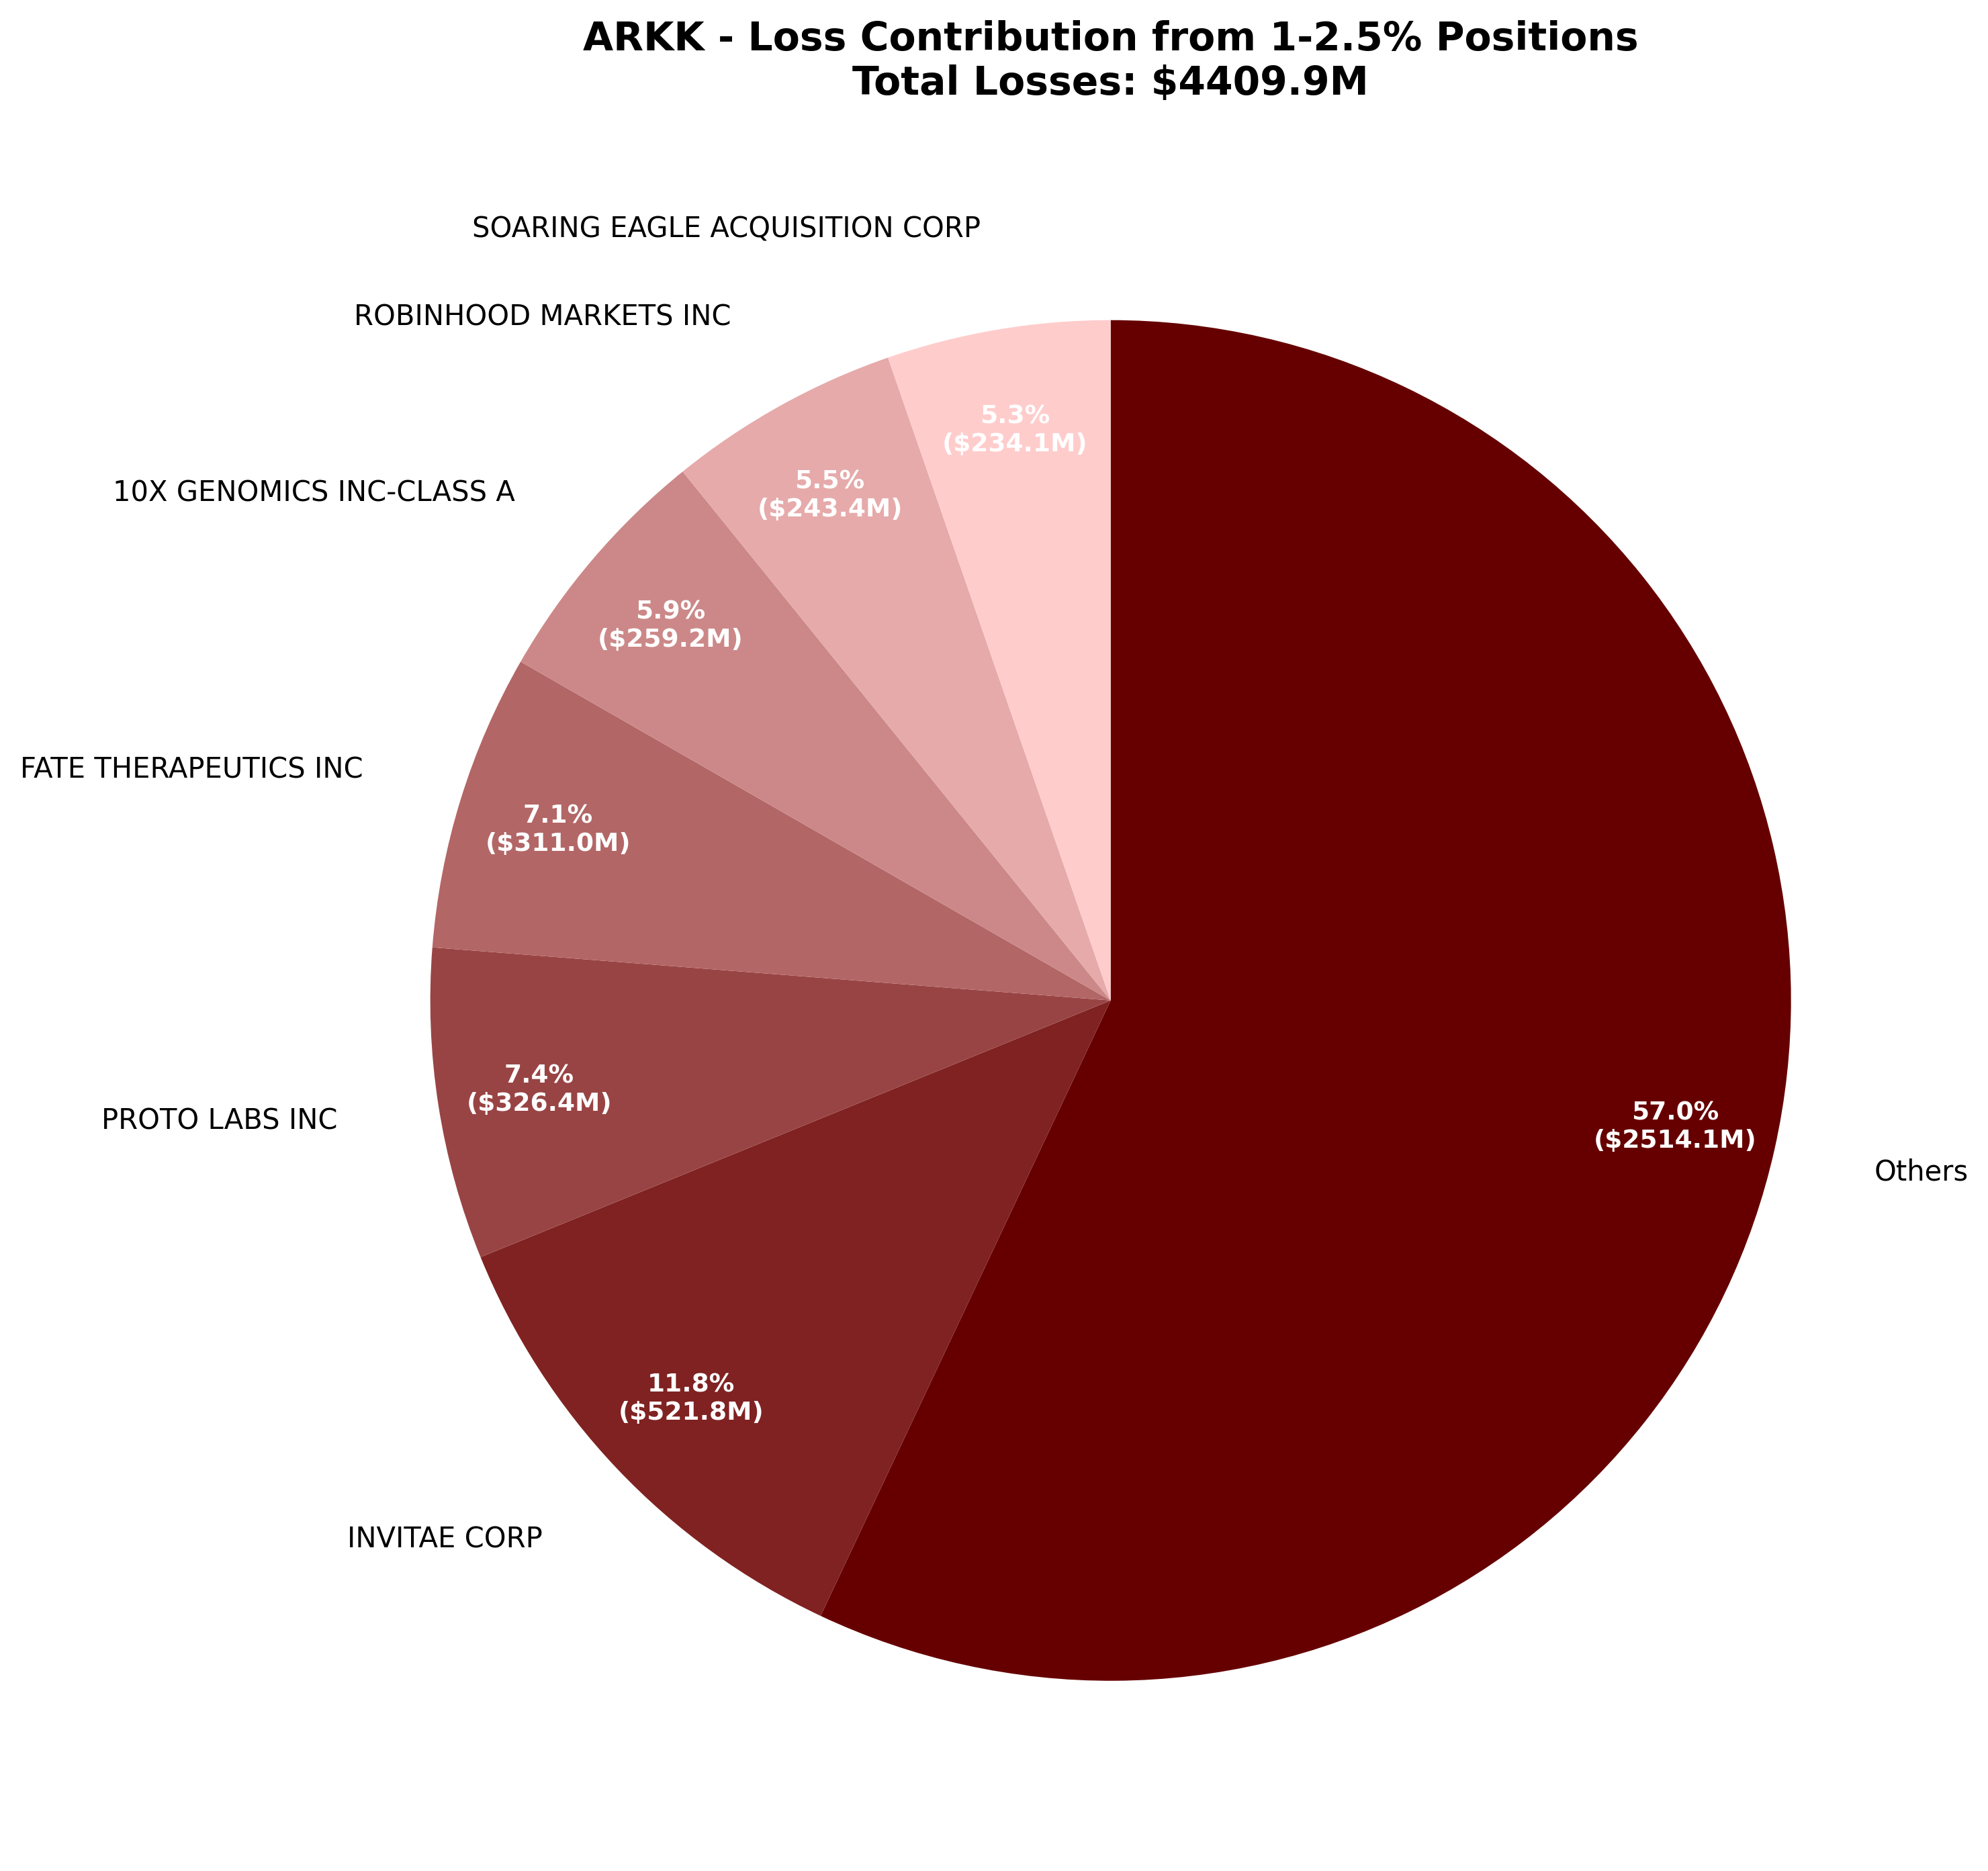 ARKK - Loss Contribution from 1-2.5% Positions
Total Losses: $4409.9M
SOARING EAGLE ACQUISITION CORP
5.3%
($234.1M)
ROBINHOOD MARKETS INC
5.5%
($243.4M)
10X GENOMICS INC-CLASS A
5.9%
($259.2M)
FATE THERAPEUTICS INC
7.1%
($311.0M)
PROTO LABS INC
7.4%
($326.4M)
INVITAE CORP
11.8%
($521.8M)
Others
57.0%
($2514.1M)